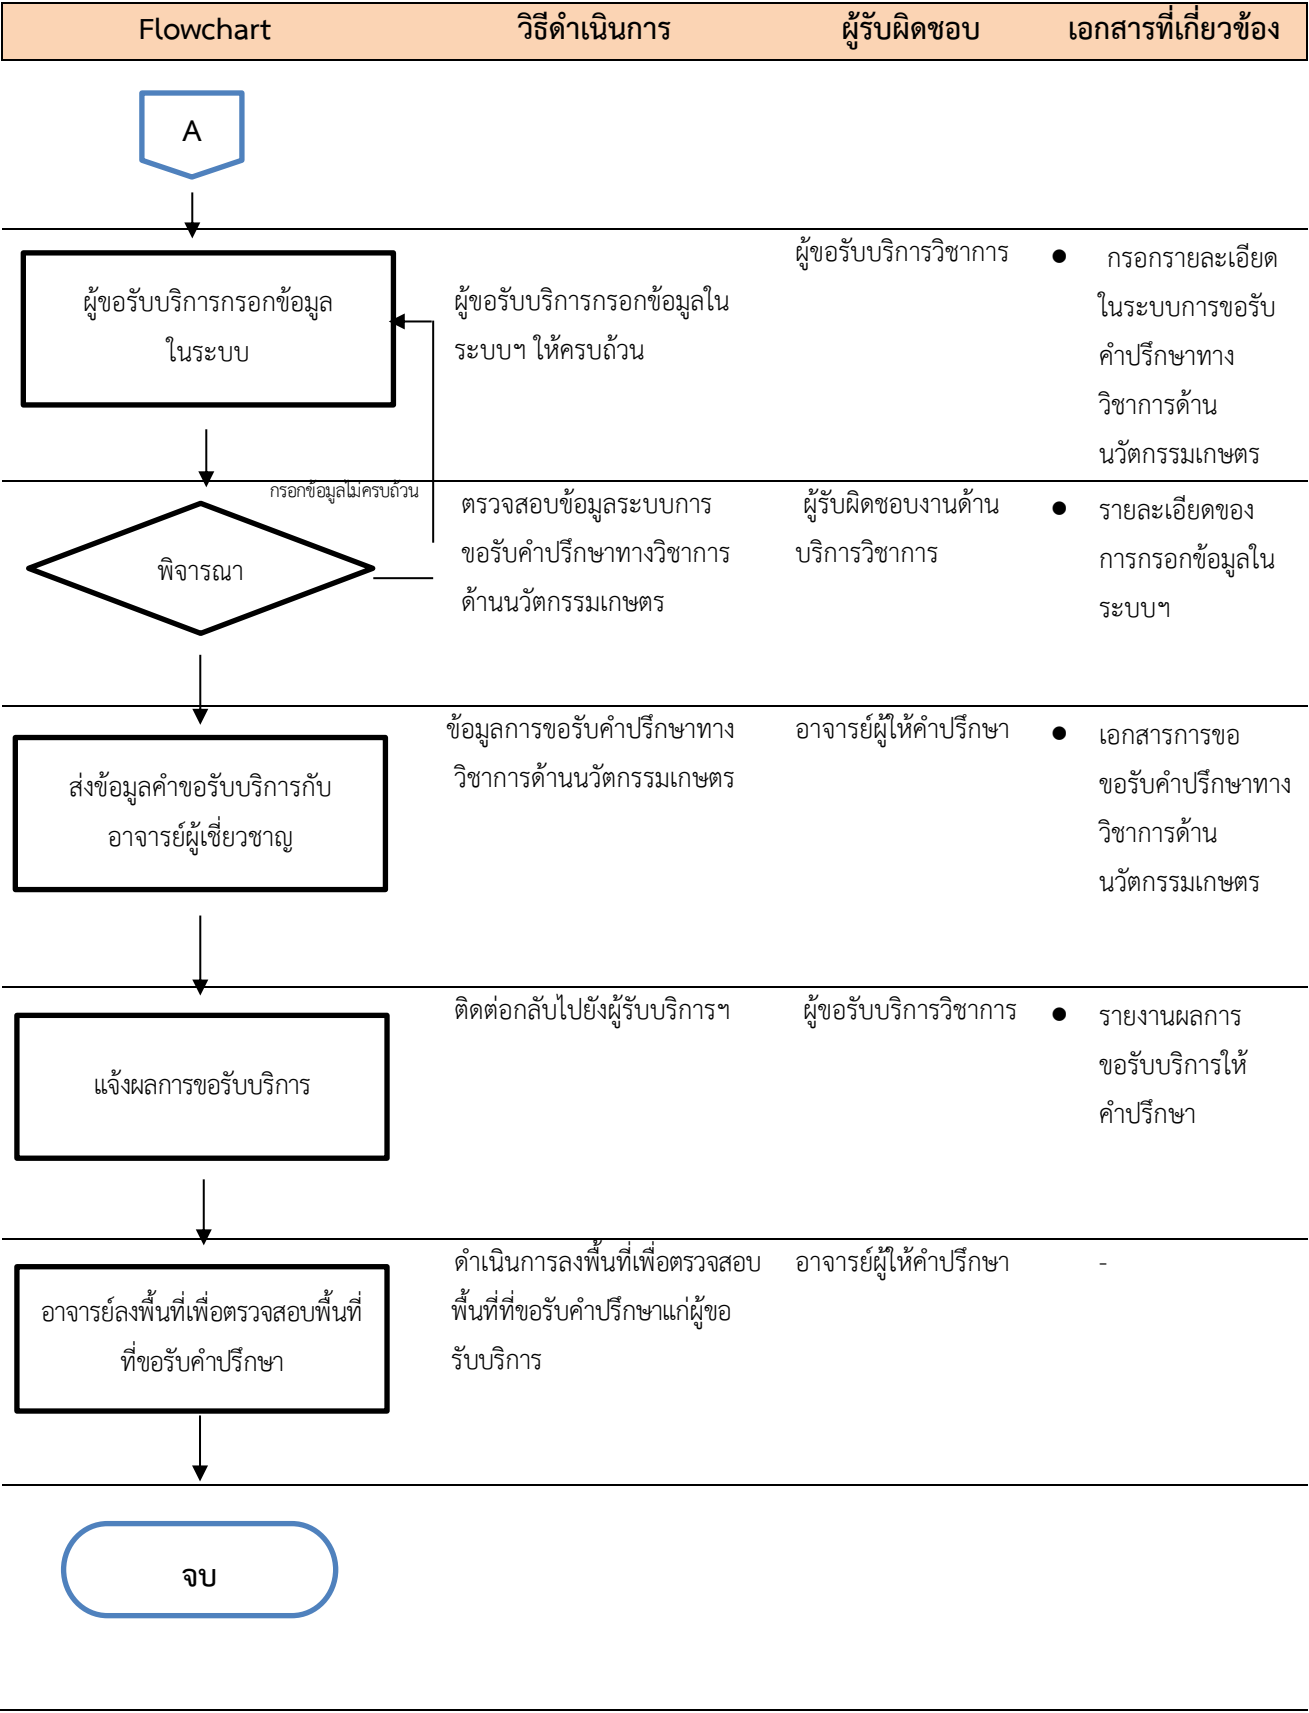 Flowchart วิธีดำเนินการ ผู้รับผิดชอบ เอกสารที่เกี่ยวข้อง
A
ผู้ขอรับบริการกรอกข้อมูล
ในระบบ
ผู้ขอรับบริการกรอกข้อมูลใน
ระบบฯ ให้ครบถ้วน
ผู้ขอรับบริการวิชาการ
● กรอกรายละเอียด
ในระบบการขอรับ
คำปรึกษาทาง
วิชาการด้าน
นวัตกรรมเกษตร
กรอกข้อมูลไม่ครบถ้วน
พิจารณา
ตรวจสอบข้อมูลระบบการ
ขอรับคำปรึกษาทางวิชาการ
ด้านนวัตกรรมเกษตร
ผู้รับผิดชอบงานด้าน
บริการวิชาการ
● รายละเอียดของ
การกรอกข้อมูลใน
ระบบฯ
ส่งข้อมูลคำขอรับบริการกับ
อาจารย์ผู้เชี่ยวชาญ
ข้อมูลการขอรับคำปรึกษาทาง
วิชาการด้านนวัตกรรมเกษตร
อาจารย์ผู้ให้คำปรึกษา
● เอกสารการขอ
ขอรับคำปรึกษาทาง
วิชาการด้าน
นวัตกรรมเกษตร
แจ้งผลการขอรับบริการ
ติดต่อกลับไปยังผู้รับบริการฯ
ผู้ขอรับบริการวิชาการ
● รายงานผลการ
ขอรับบริการให้
คำปรึกษา
อาจารย์ลงพื้นที่เพื่อตรวจสอบพื้นที่
ที่ขอรับคำปรึกษา
ดำเนินการลงพื้นที่เพื่อตรวจสอบ
พื้นที่ที่ขอรับคำปรึกษาแก่ผู้ขอ
รับบริการ
อาจารย์ผู้ให้คำปรึกษา
-
จบ